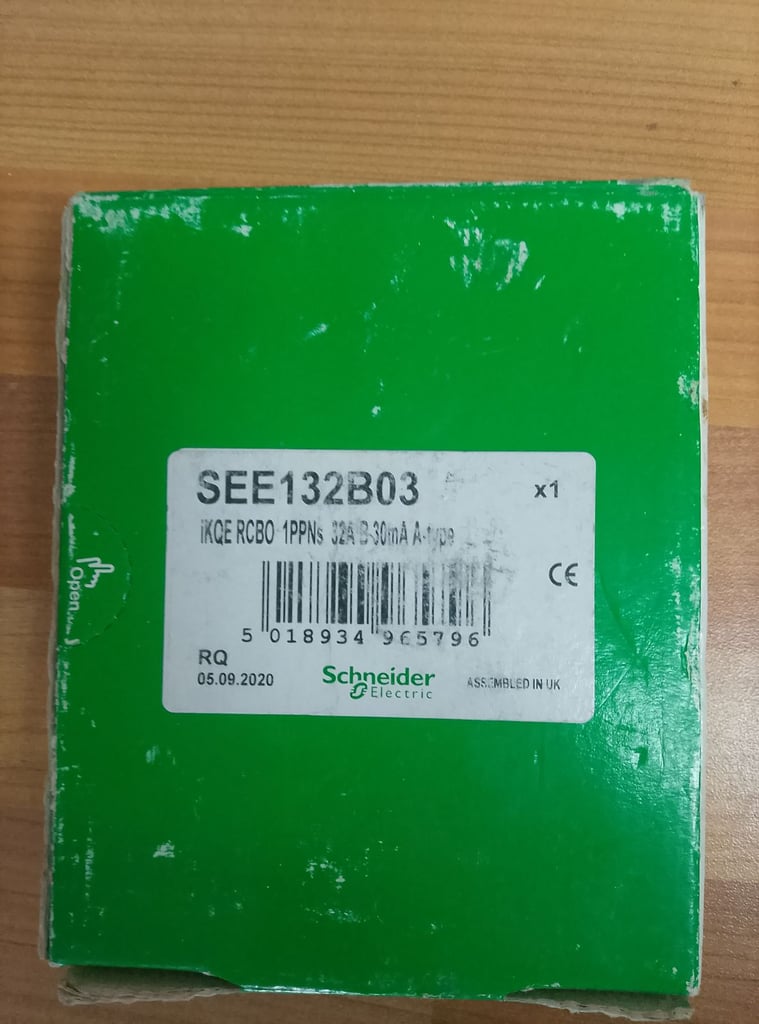 SEE132B03
x1
iKQE RCBO 1PPNs 32A B-30mA A-type
CE
Open
5 018934 965796
RQ
05.09.2020
Schneider
Electric
ASSEMBLED IN UK